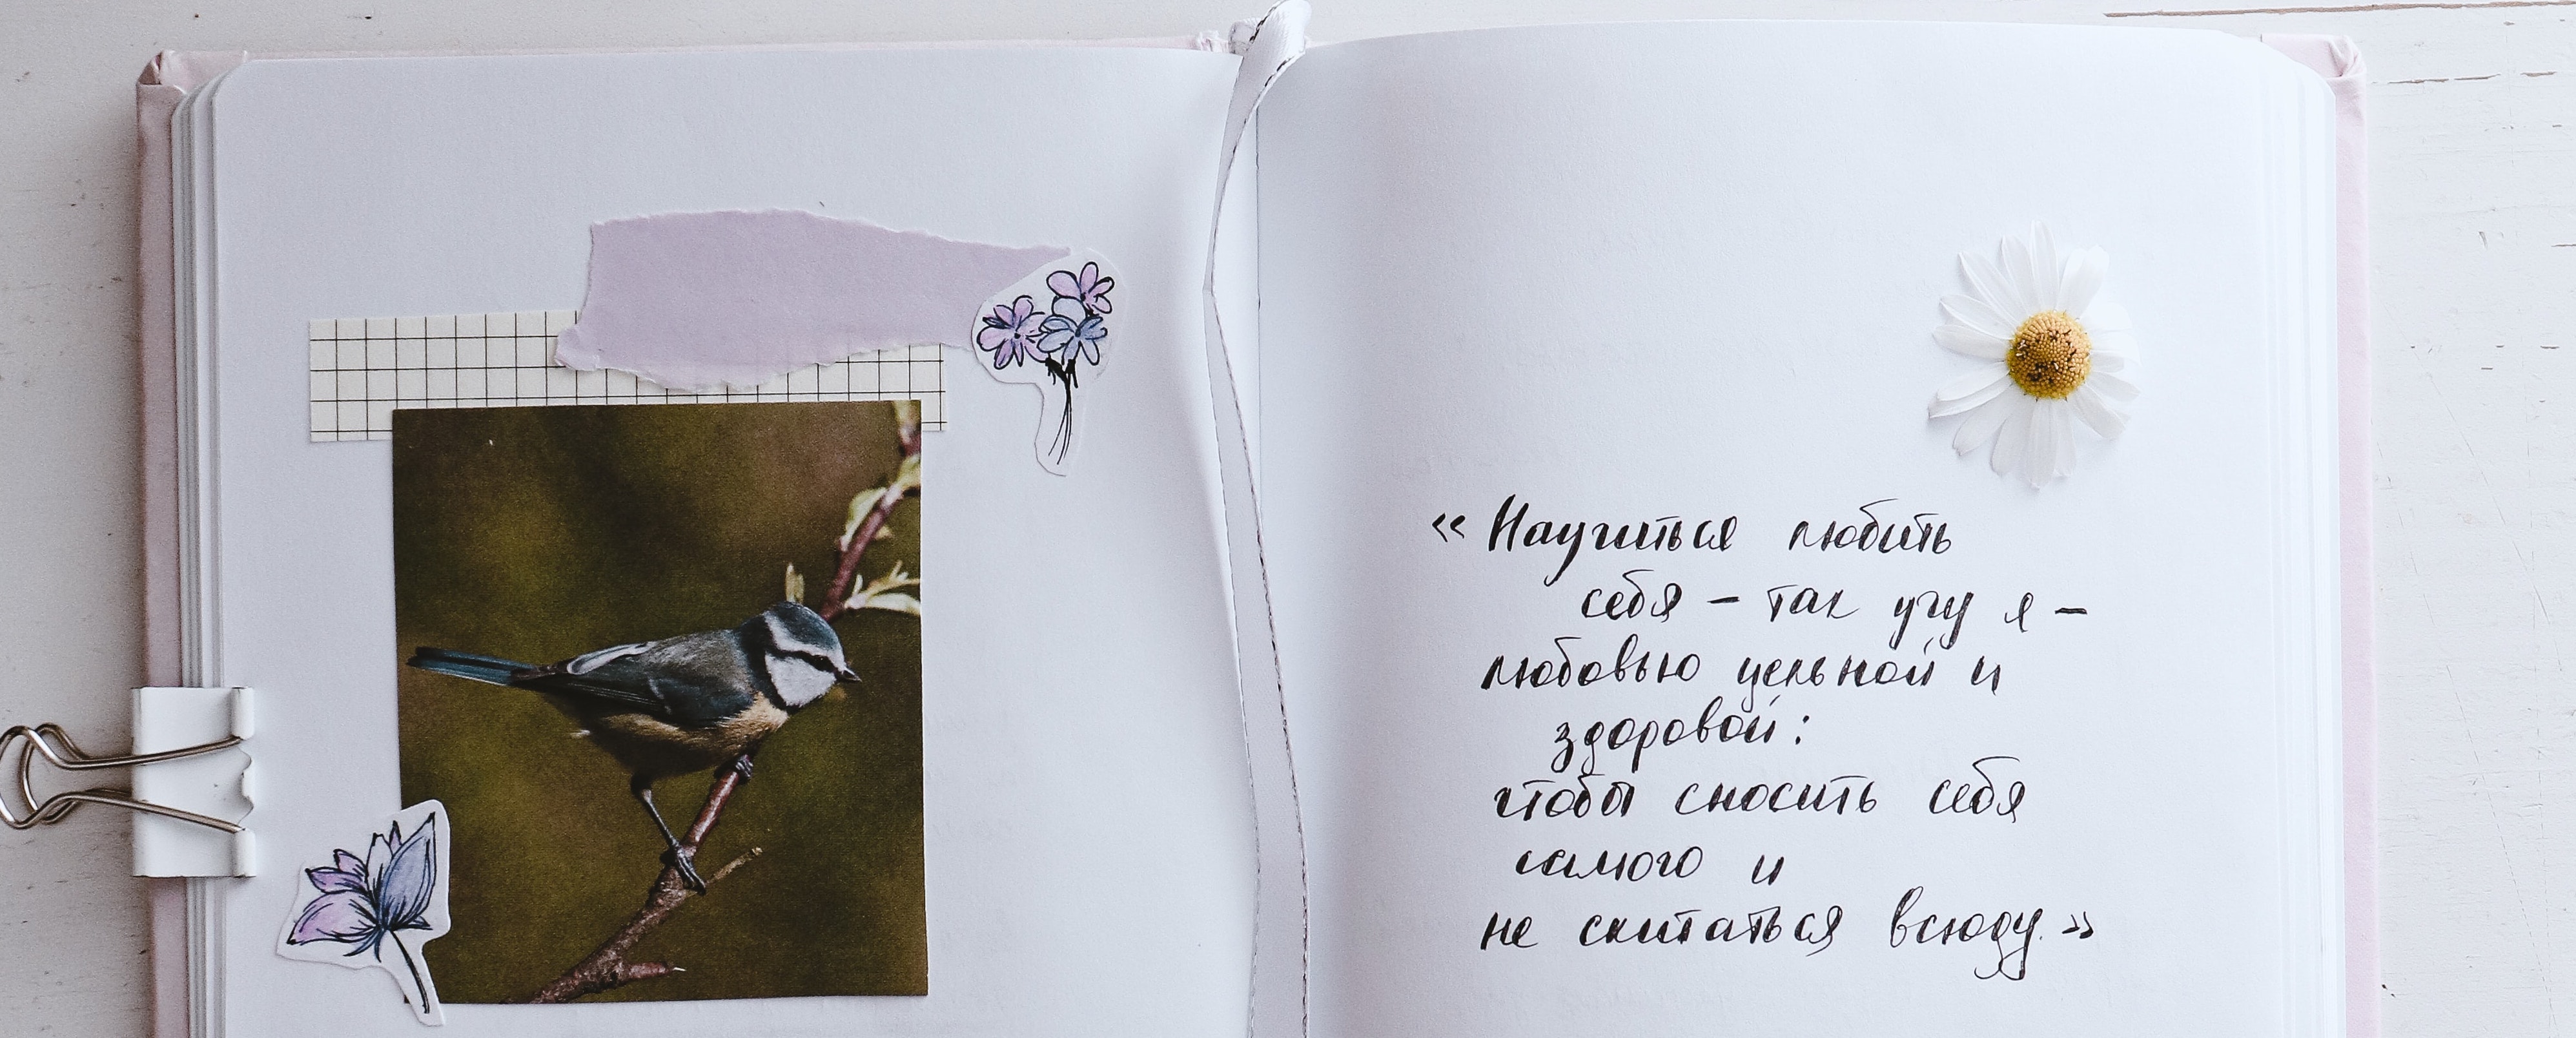 «Научиться любить
себя – так учу я –
любовью цельной и
здоровой:
чтобы сносить себя
самого и
не скитаться всюду.»